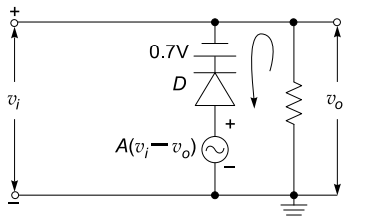 +
0.7V
D
v_i
v_o
+
A(v_i − v_o)
−
−